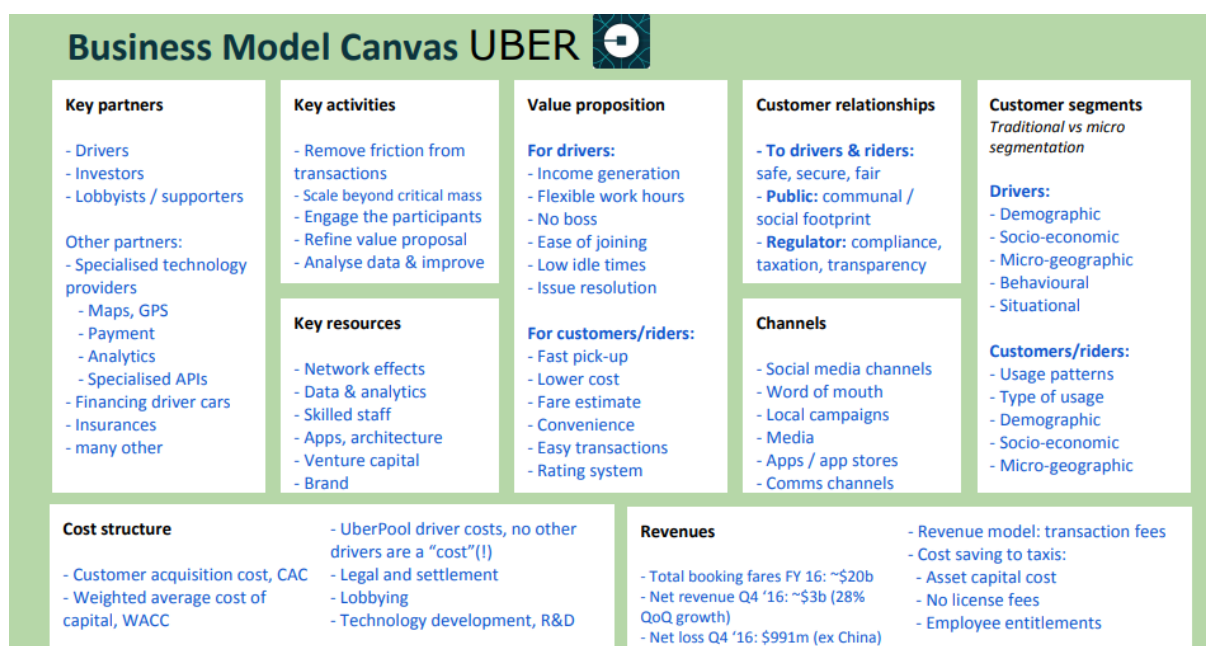 Business Model Canvas UBER
Key partners
- Drivers
- Investors
- Lobbyists / supporters
Other partners:
- Specialised technology
providers
- Maps, GPS
- Payment
- Analytics
- Specialised APIs
- Financing driver cars
- Insurances
- many other
Key activities
- Remove friction from
transactions
- Scale beyond critical mass
- Engage the participants
- Refine value proposal
- Analyse data & improve
Key resources
- Network effects
- Data & analytics
- Skilled staff
- Apps, architecture
- Venture capital
- Brand
Value proposition
For drivers:
- Income generation
- Flexible work hours
- No boss
- Ease of joining
- Low idle times
- Issue resolution
For customers/riders:
- Fast pick-up
- Lower cost
- Fare estimate
- Convenience
- Easy transactions
- Rating system
Customer relationships
- To drivers & riders:
safe, secure, fair
- Public: communal /
social footprint
- Regulator: compliance,
taxation, transparency
Channels
- Social media channels
- Word of mouth
- Local campaigns
- Media
- Apps / app stores
- Comms channels
Customer segments
Traditional vs micro
segmentation
Drivers:
- Demographic
- Socio-economic
- Micro-geographic
- Behavioural
- Situational
Customers/riders:
- Usage patterns
- Type of usage
- Demographic
- Socio-economic
- Micro-geographic
Cost structure
- Customer acquisition cost, CAC
- Weighted average cost of
capital, WACC
- UberPool driver costs, no other
drivers are a “cost”(!)
- Legal and settlement
- Lobbying
- Technology development, R&D
Revenues
- Total booking fares FY 16: ~$20b
- Net revenue Q4 ‘16: ~$3b (28%
QoQ growth)
- Net loss Q4 ‘16: $991m (ex China)
- Revenue model: transaction fees
- Cost saving to taxis:
- Asset capital cost
- No license fees
- Employee entitlements